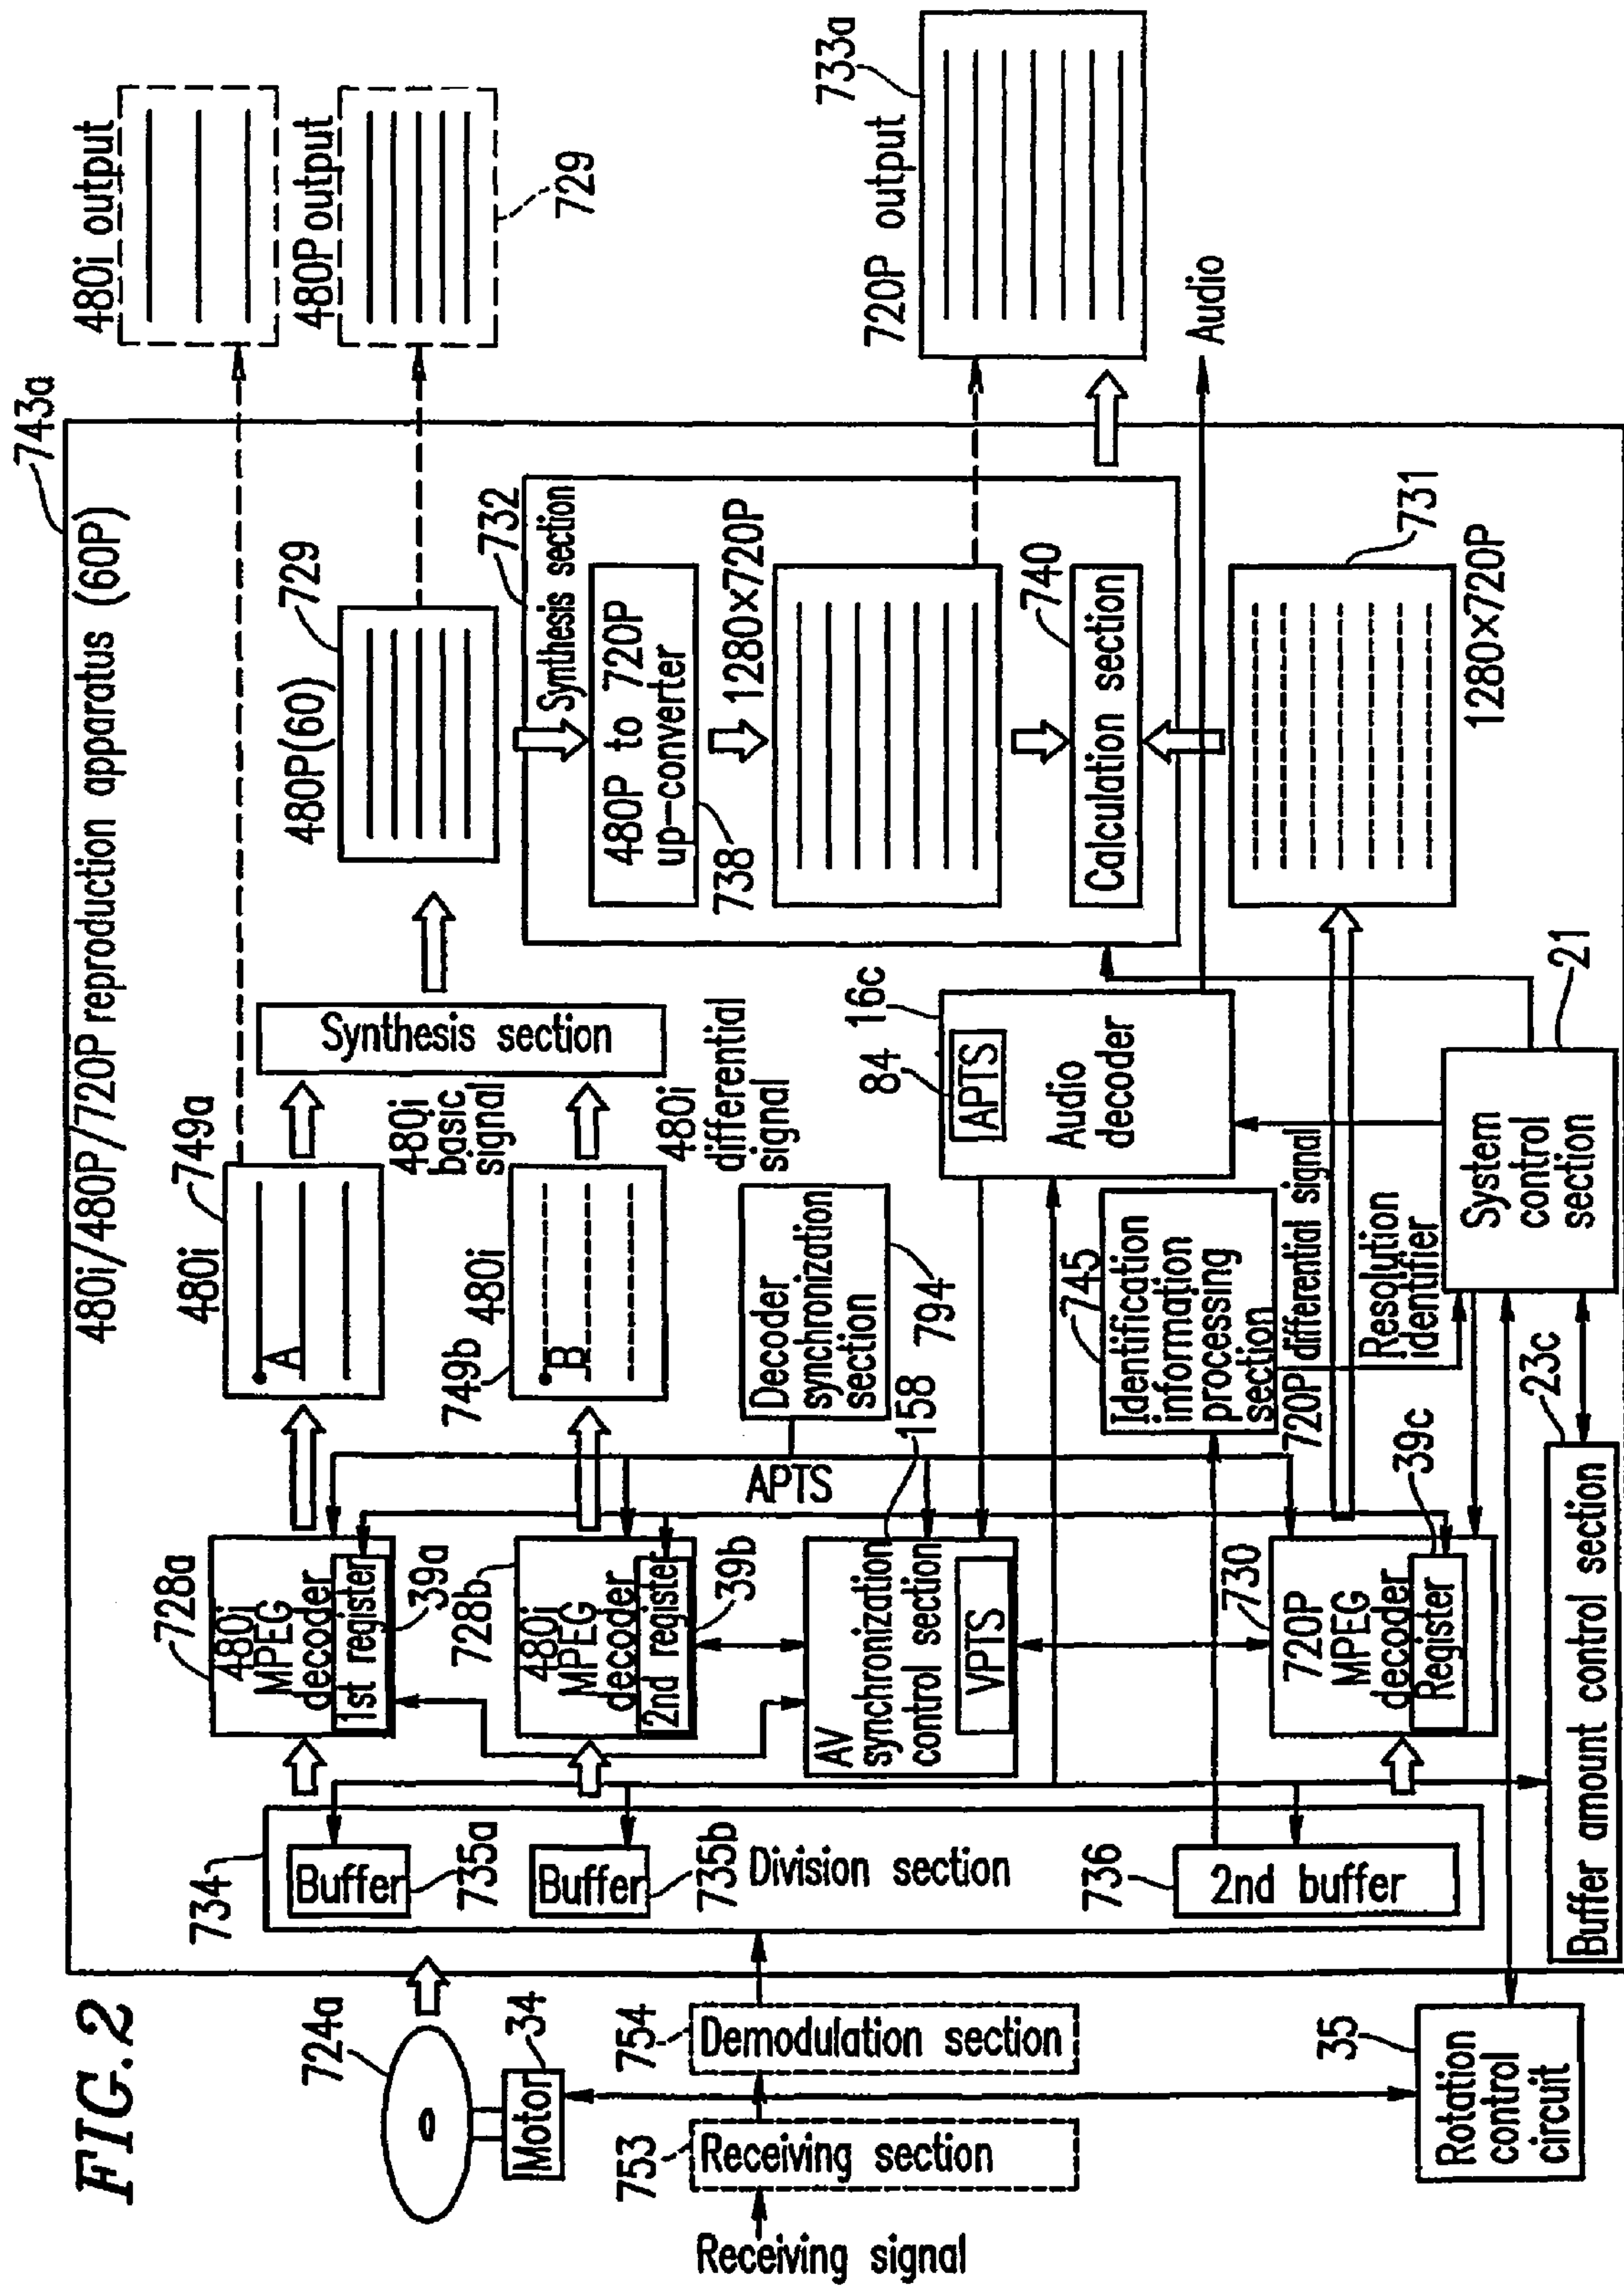 FIG.2
743a
480i/480P/720P reproduction apparatus (60P)
480i output
480P output
729
720P output
733a
Audio
724a
34
Motor
753
Receiving section
Receiving signal
754
Demodulation section
35
Rotation
control
circuit
734
Buffer
735a
Buffer
735b
Division section
736
2nd buffer
728a
480i
MPEG
decoder
1st register
39a
728b
480i
MPEG
decoder
2nd register
39b
APTS
158
AV
synchronization
control section
VPTS
730
720P
MPEG
decoder
Register
39c
Buffer amount control section
23c
749a
480i
A
480i
basic
signal
749b
480i
B
480i
differential
signal
Decoder
synchronization
section
794
745
Identification
information
processing
section
720P differential signal
Resolution
identifier
System
control
section
21
16c
84
APTS
Audio
decoder
Synthesis section
729
480P(60)
732
Synthesis section
480P to 720P
up-converter
738
1280×720P
740
Calculation section
731
1280×720P